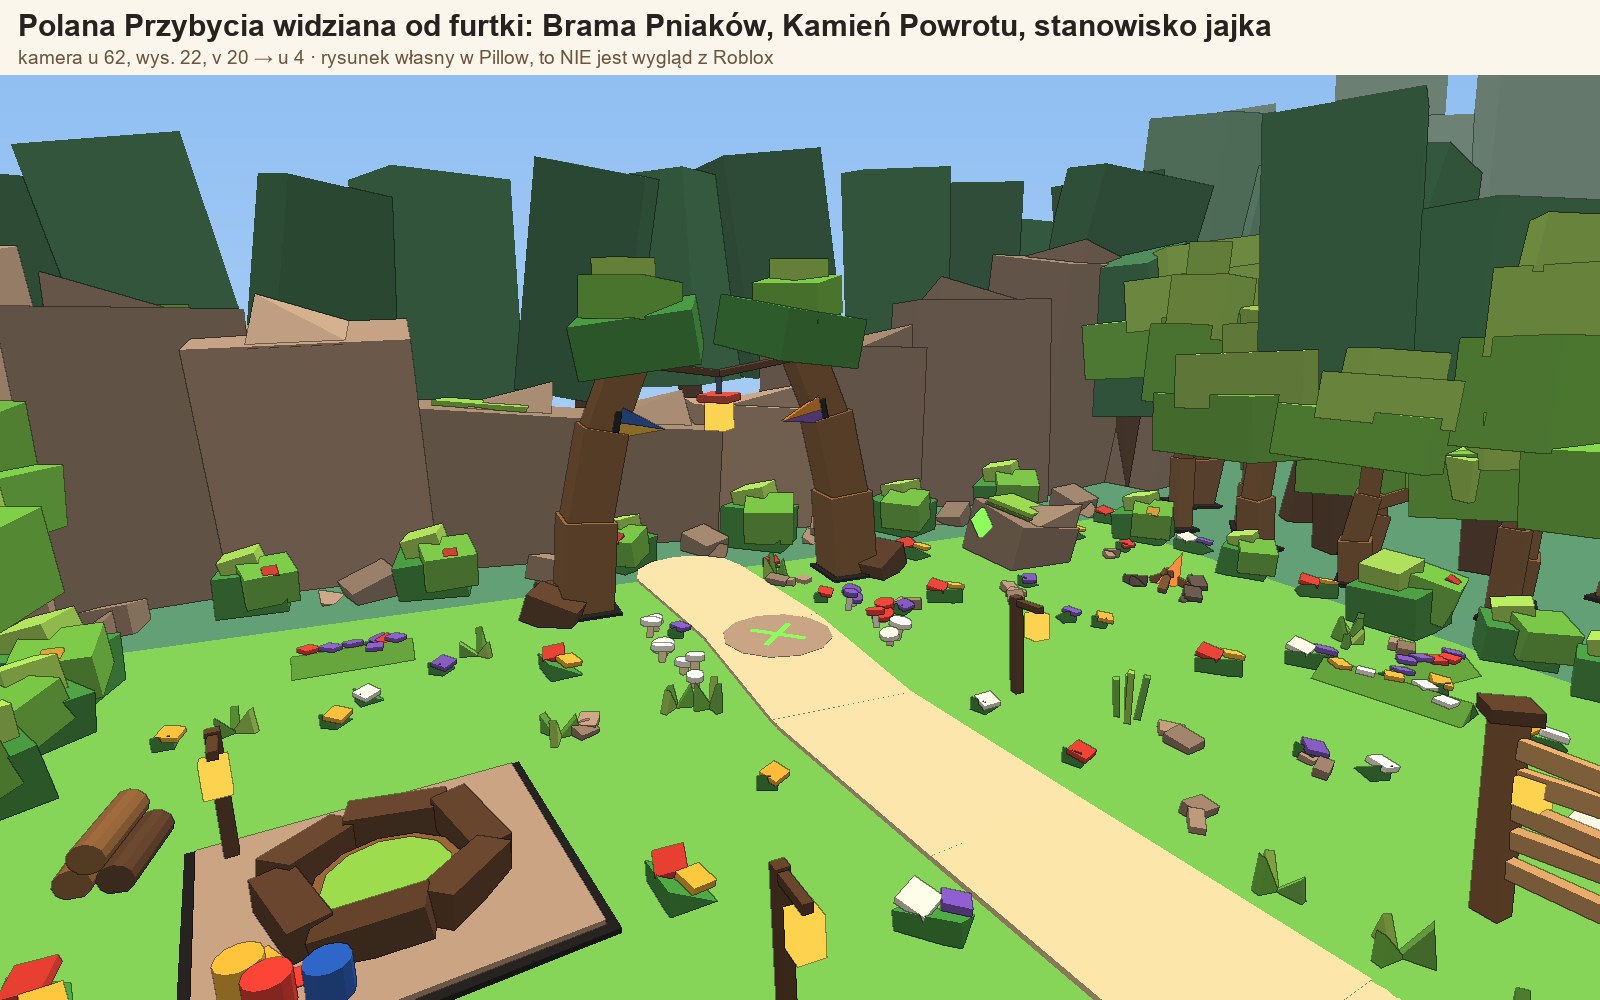 Polana Przybycia widziana od furtki: Brama Pniaków, Kamień Powrotu, stanowisko jajka
kamera u 62, wys. 22, v 20 → u 4 · rysunek własny w Pillow, to NIE jest wygląd z Roblox